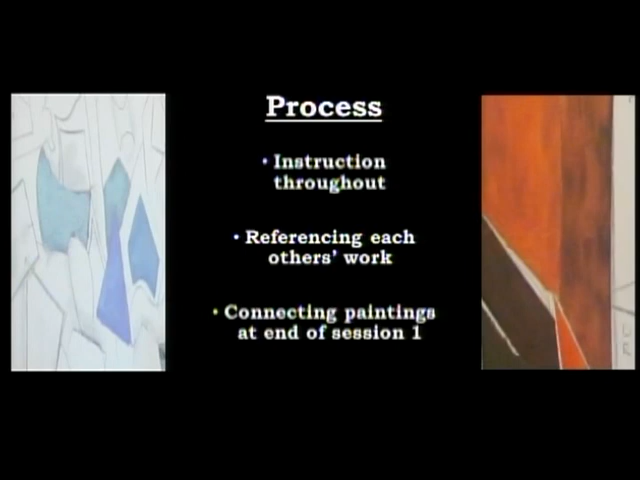 Process
• Instruction
throughout
• Referencing each
others' work
• Connecting paintings
at end of session 1